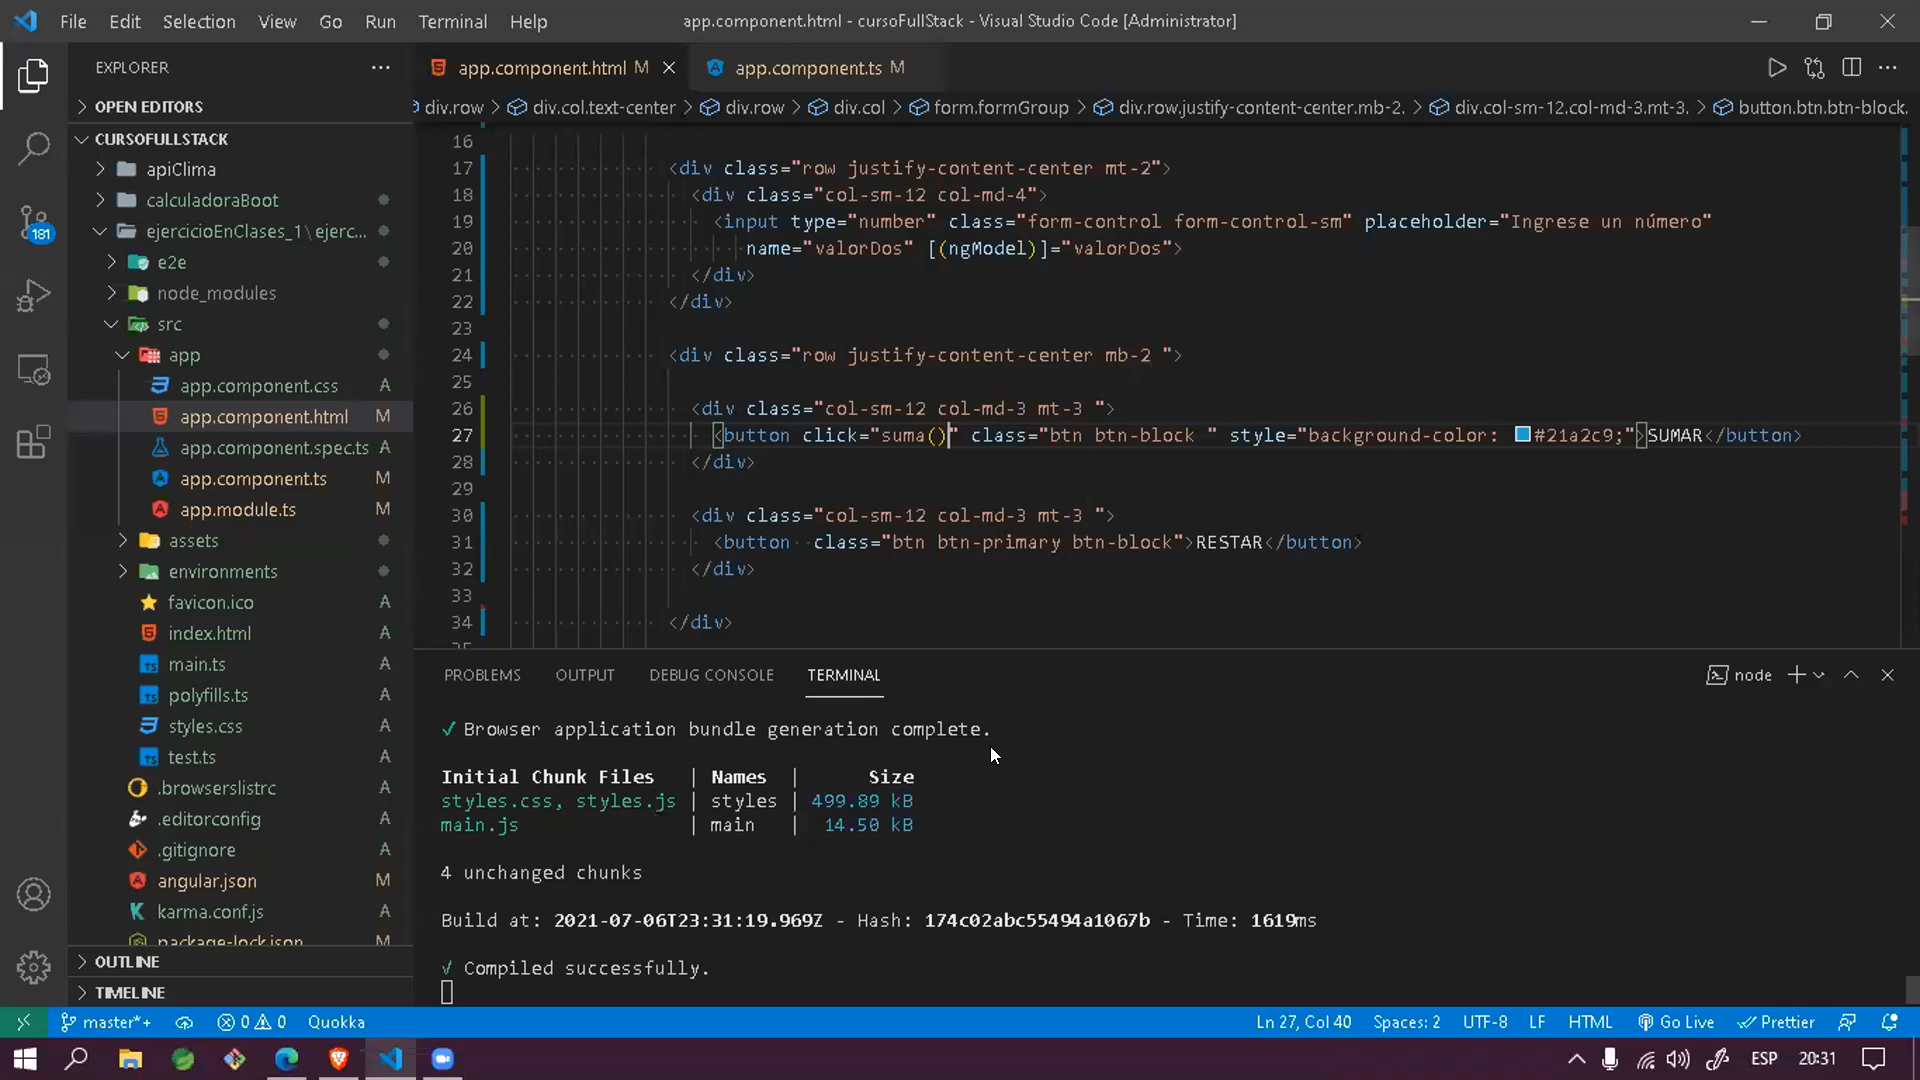 File Edit Selection View Go Run Terminal Help
app.component.html - cursoFullStack - Visual Studio Code [Administrator]
EXPLORER
OPEN EDITORS
CURSOFULLSTACK
apiClima
calculadoraBoot
ejercicioEnClases_1\ejerc...
e2e
node_modules
src
app
app.component.css A
app.component.html M
app.component.spec.ts A
app.component.ts M
app.module.ts M
assets
environments
favicon.ico A
index.html A
main.ts A
polyfills.ts A
styles.css A
test.ts A
.browserslistrc A
.editorconfig A
.gitignore A
angular.json M
karma.conf.js A
package-lock.json M
OUTLINE
TIMELINE
181
app.component.html M
app.component.ts M
div.row > div.col.text-center > div.row > div.col > form.formGroup > div.row.justify-content-center.mb-2. > div.col-sm-12.col-md-3.mt-3. > button.btn.btn-block.
16
17 <div class="row justify-content-center mt-2">
18 <div class="col-sm-12 col-md-4">
19 <input type="number" class="form-control form-control-sm" placeholder="Ingrese un número"
20 name="valorDos" [(ngModel)]="valorDos">
21 </div>
22 </div>
23
24 <div class="row justify-content-center mb-2 ">
25
26 <div class="col-sm-12 col-md-3 mt-3 ">
27 <button click="suma()" class="btn btn-block " style="background-color: #21a2c9;">SUMAR</button>
28 </div>
29
30 <div class="col-sm-12 col-md-3 mt-3 ">
31 <button class="btn btn-primary btn-block">RESTAR</button>
32 </div>
33
34 </div>
PROBLEMS OUTPUT DEBUG CONSOLE TERMINAL
node
✓ Browser application bundle generation complete.
Initial Chunk Files | Names | Size
styles.css, styles.js | styles | 499.89 kB
main.js | main | 14.50 kB
4 unchanged chunks
Build at: 2021-07-06T23:31:19.969Z - Hash: 174c02abc55494a1067b - Time: 1619ms
√ Compiled successfully.
master*+ 0 0 Quokka
Ln 27, Col 40 Spaces: 2 UTF-8 LF HTML Go Live Prettier
ESP 20:31